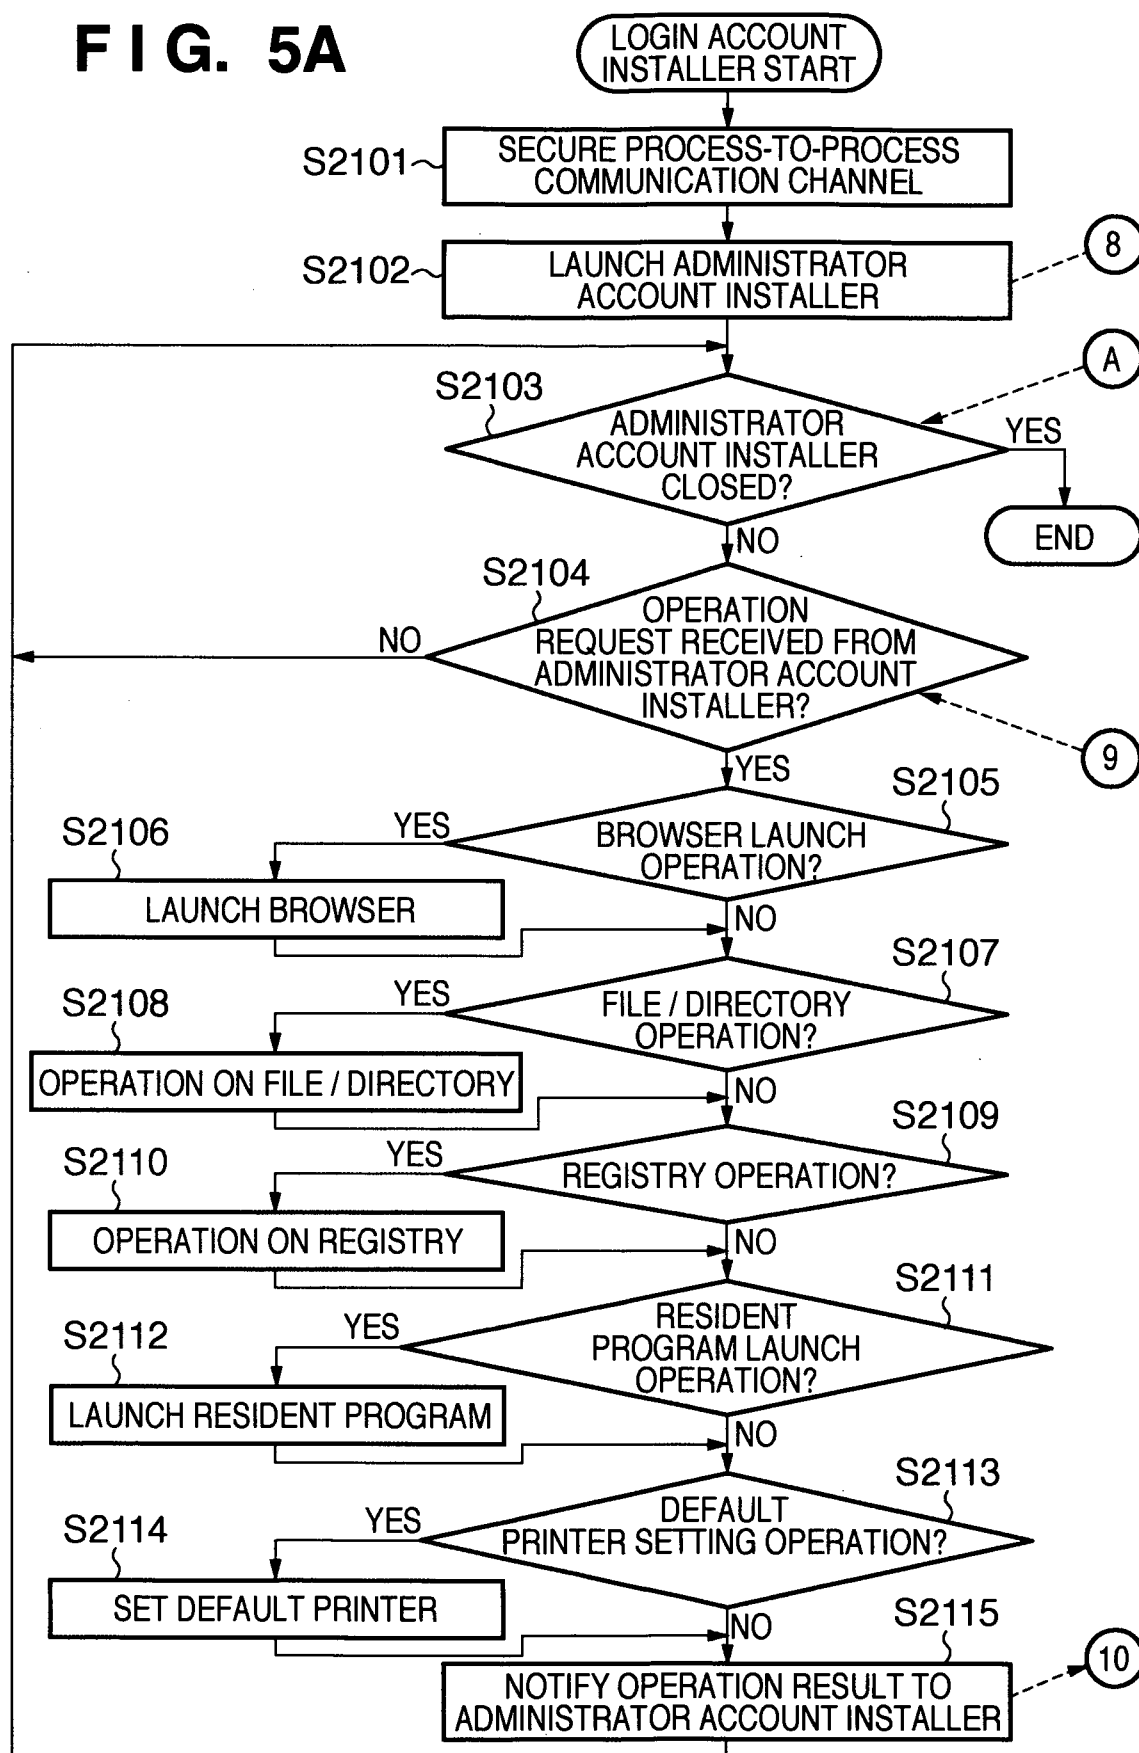 FIG. 5A
LOGIN ACCOUNT
INSTALLER START
S2101
SECURE PROCESS-TO-PROCESS
COMMUNICATION CHANNEL
S2102
LAUNCH ADMINISTRATOR
ACCOUNT INSTALLER
8
A
S2103
ADMINISTRATOR
ACCOUNT INSTALLER
CLOSED?
YES
END
NO
S2104
OPERATION
REQUEST RECEIVED FROM
ADMINISTRATOR ACCOUNT
INSTALLER?
NO
9
YES
S2105
BROWSER LAUNCH
OPERATION?
YES
S2106
LAUNCH BROWSER
NO
S2107
FILE / DIRECTORY
OPERATION?
YES
S2108
OPERATION ON FILE / DIRECTORY
NO
S2109
REGISTRY OPERATION?
YES
S2110
OPERATION ON REGISTRY
NO
S2111
RESIDENT
PROGRAM LAUNCH
OPERATION?
YES
S2112
LAUNCH RESIDENT PROGRAM
NO
S2113
DEFAULT
PRINTER SETTING OPERATION?
YES
S2114
SET DEFAULT PRINTER
NO
S2115
NOTIFY OPERATION RESULT TO
ADMINISTRATOR ACCOUNT INSTALLER
10